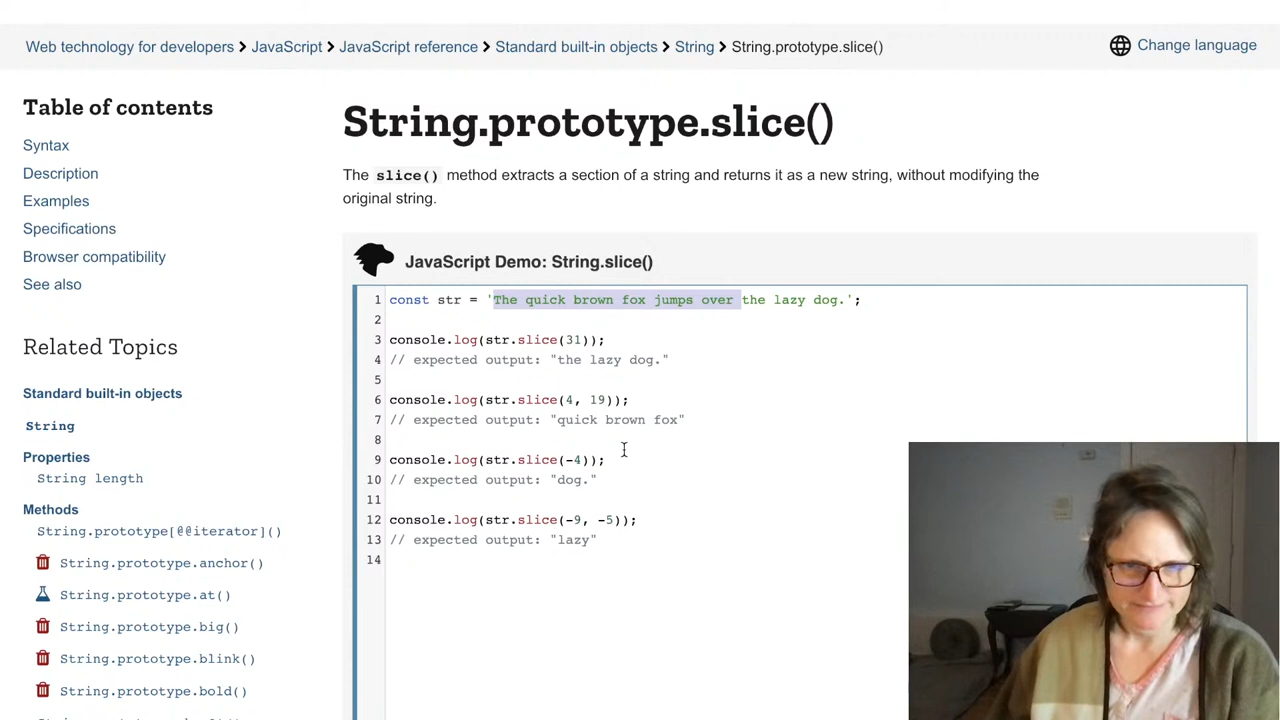 Web technology for developers > JavaScript > JavaScript reference > Standard built-in objects > String > String.prototype.slice()
Change language
Table of contents
Syntax
Description
Examples
Specifications
Browser compatibility
See also
Related Topics
Standard built-in objects
String
Properties
String length
Methods
String.prototype[@@iterator]()
String.prototype.anchor()
String.prototype.at()
String.prototype.big()
String.prototype.blink()
String.prototype.bold()
String.prototype.slice()
The slice() method extracts a section of a string and returns it as a new string, without modifying the
original string.
JavaScript Demo: String.slice()
1 const str = 'The quick brown fox jumps over the lazy dog.';
2
3 console.log(str.slice(31));
4 // expected output: "the lazy dog."
5
6 console.log(str.slice(4, 19));
7 // expected output: "quick brown fox"
8
9 console.log(str.slice(-4));
10 // expected output: "dog."
11
12 console.log(str.slice(-9, -5));
13 // expected output: "lazy"
14